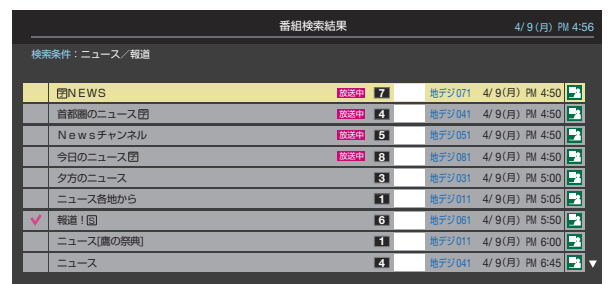 番組検索結果 4/ 9(月) PM 4:56
検索条件：ニュース／報道
🈑NEWS 放送中 7 地デジ071 4/ 9(月) PM 4:50
首都圏のニュース🈑 放送中 4 地デジ041 4/ 9(月) PM 4:50
Ｎｅｗｓチャンネル 放送中 5 地デジ051 4/ 9(月) PM 4:50
今日のニュース🈑 放送中 8 地デジ081 4/ 9(月) PM 4:50
夕方のニュース 3 地デジ031 4/ 9(月) PM 5:00
ニュース各地から 1 地デジ011 4/ 9(月) PM 5:05
報道！🅂 6 地デジ061 4/ 9(月) PM 5:50
ニュース[鷹の祭典] 1 地デジ011 4/ 9(月) PM 6:00
ニュース 4 地デジ041 4/ 9(月) PM 6:45